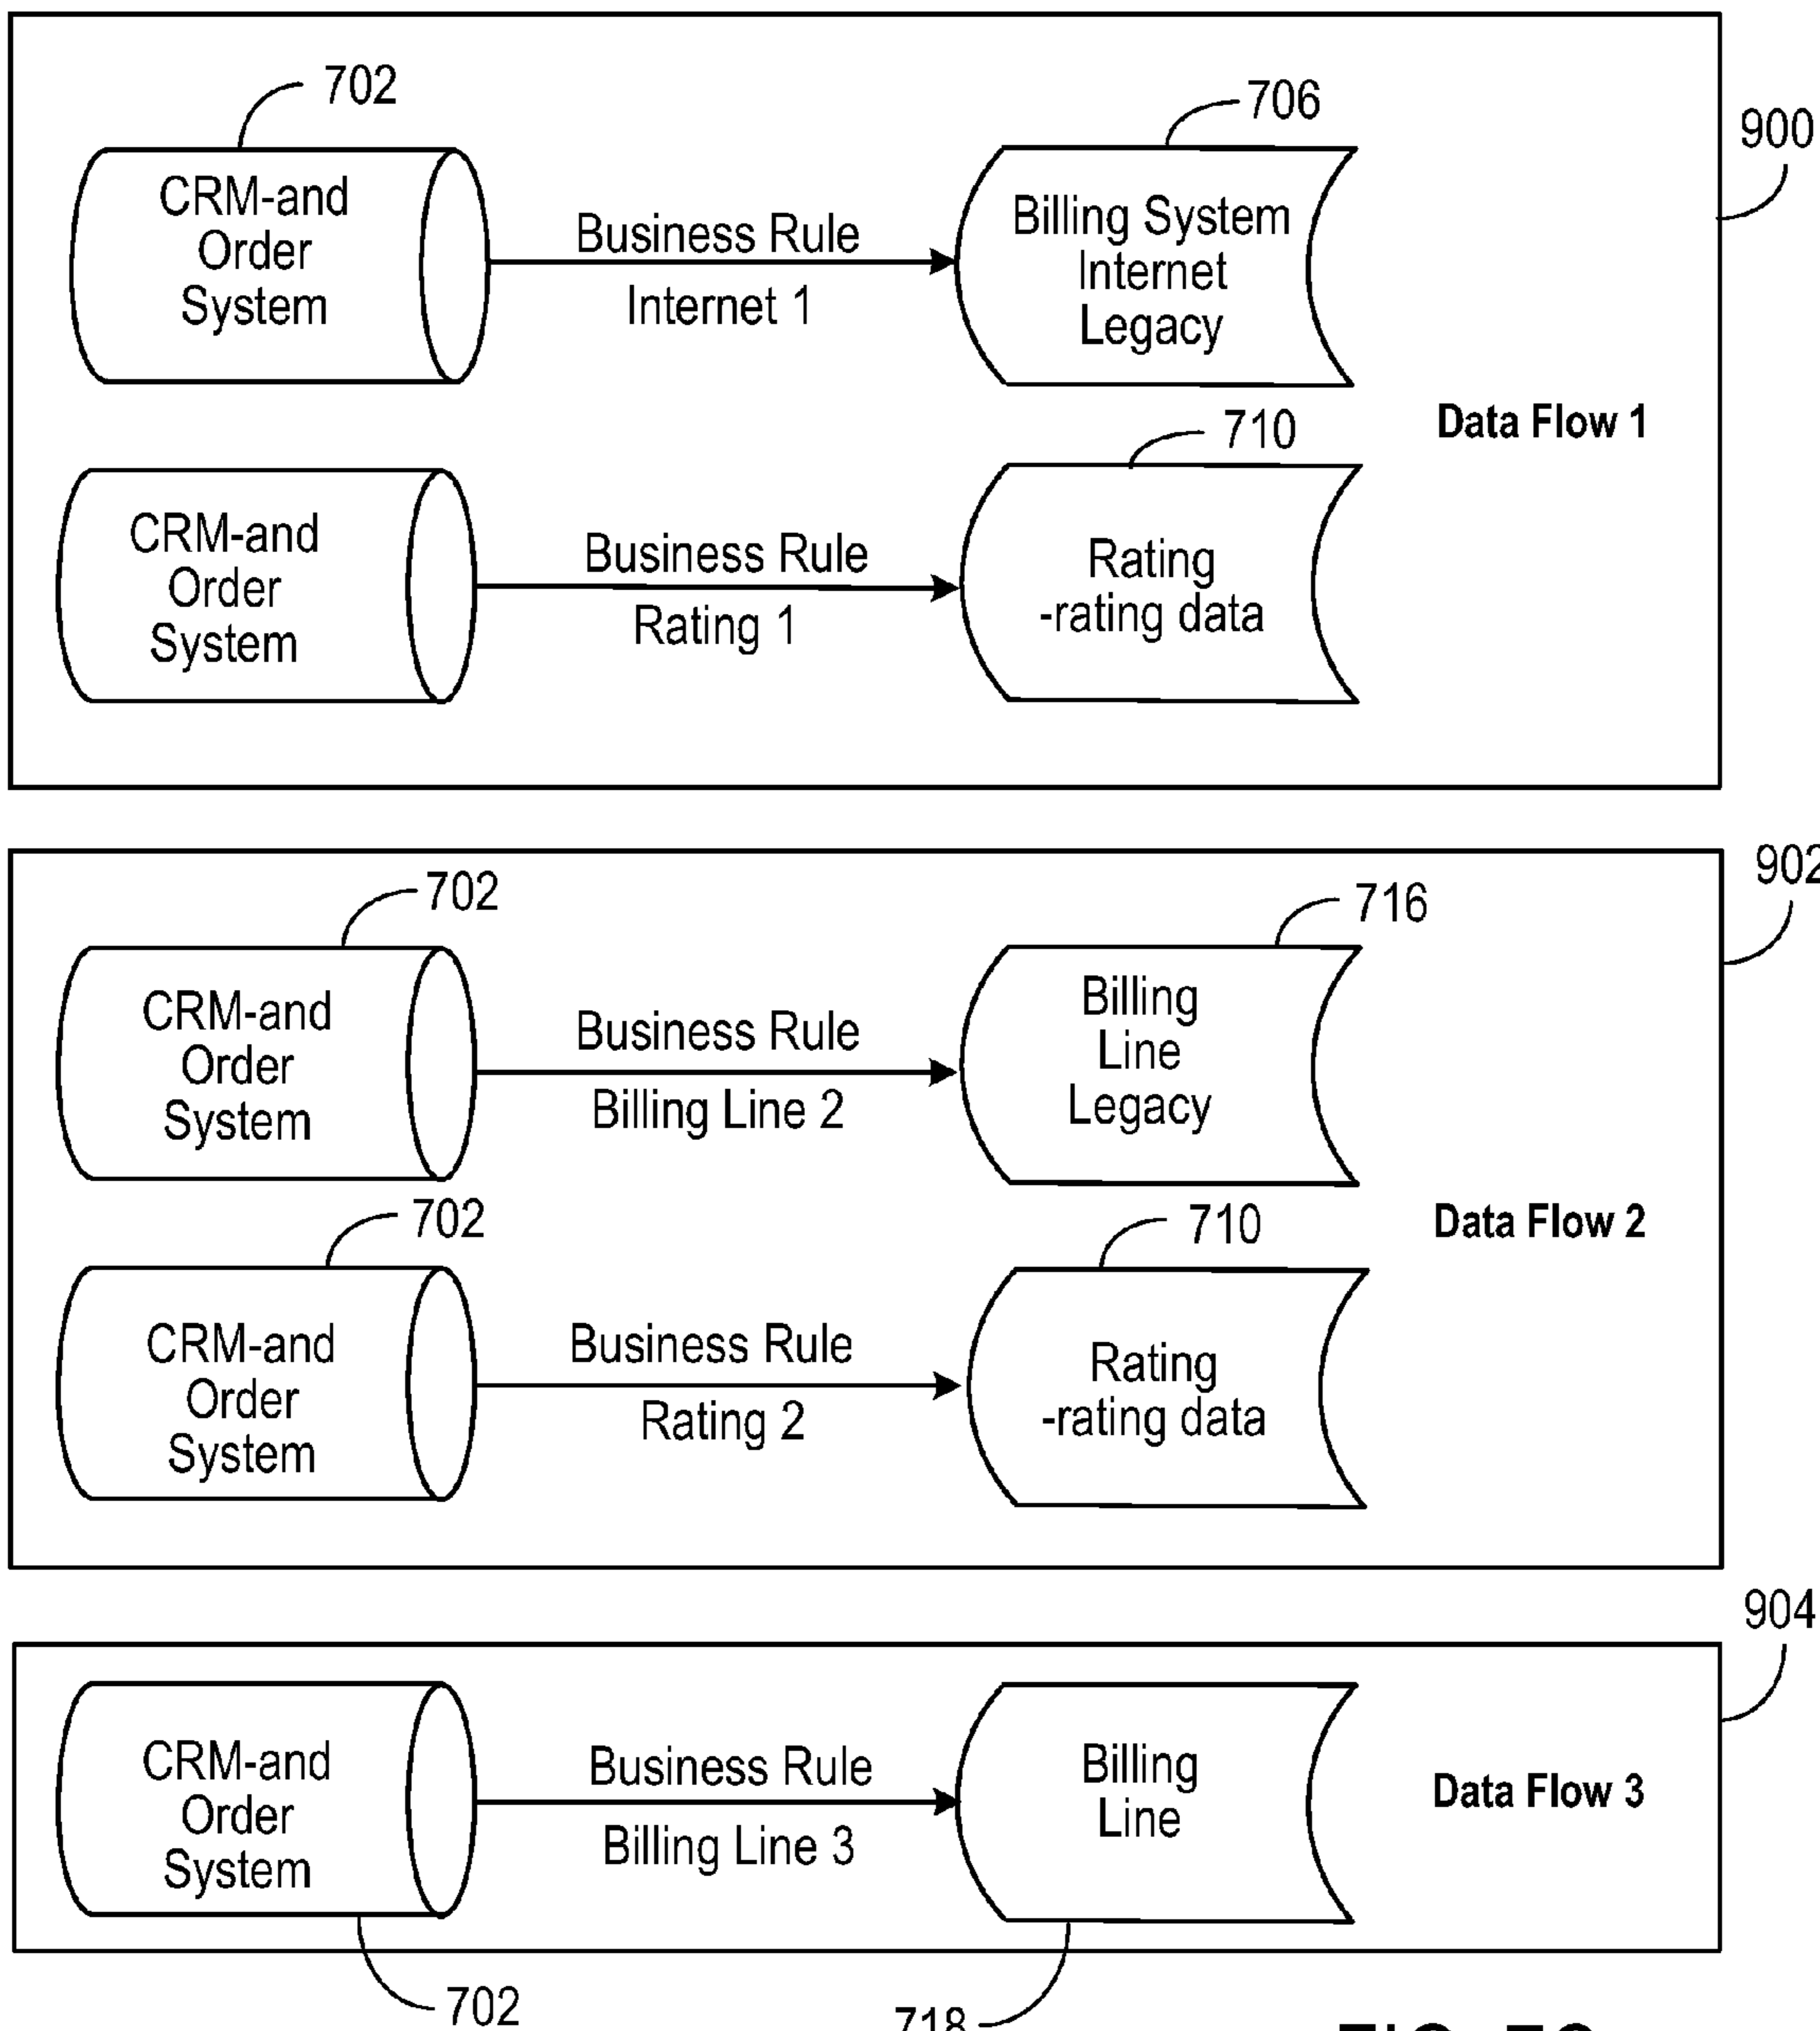 702
706
900
CRM-and
Order
System
Business Rule
Internet 1
Billing System
Internet
Legacy
Data Flow 1
710
CRM-and
Order
System
Business Rule
Rating 1
Rating
-rating data
902
702
716
CRM-and
Order
System
Business Rule
Billing Line 2
Billing
Line
Legacy
Data Flow 2
702
710
CRM-and
Order
System
Business Rule
Rating 2
Rating
-rating data
904
CRM-and
Order
System
Business Rule
Billing Line 3
Billing
Line
Data Flow 3
702
718